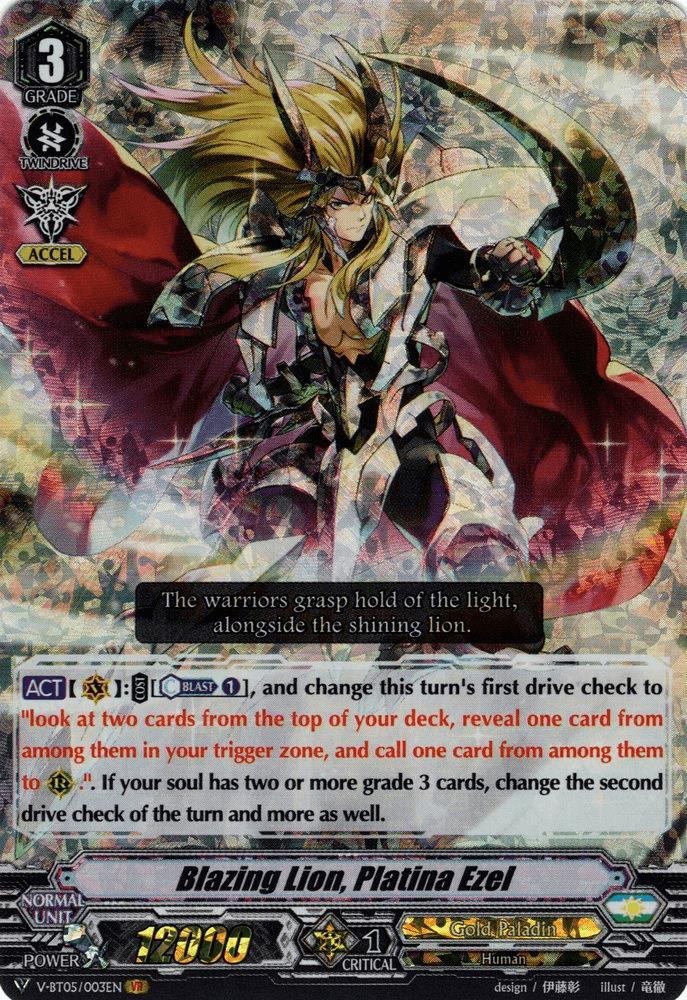 3
GRADE
TWINDRIVE
ACCEL
The warriors grasp hold of the light,
alongside the shining lion.
ACT【 V 】:COST[C BLAST 1], and change this turn's first drive check to
"look at two cards from the top of your deck, reveal one card from
among them in your trigger zone, and call one card from among them
to R .". If your soul has two or more grade 3 cards, change the second
drive check of the turn and more as well.
Blazing Lion, Platina Ezel
NORMAL
UNIT
POWER 12000 1 CRITICAL
Gold Paladin
Human
V-BT05/003EN VR
design / 伊藤彰 illust / 竜徹